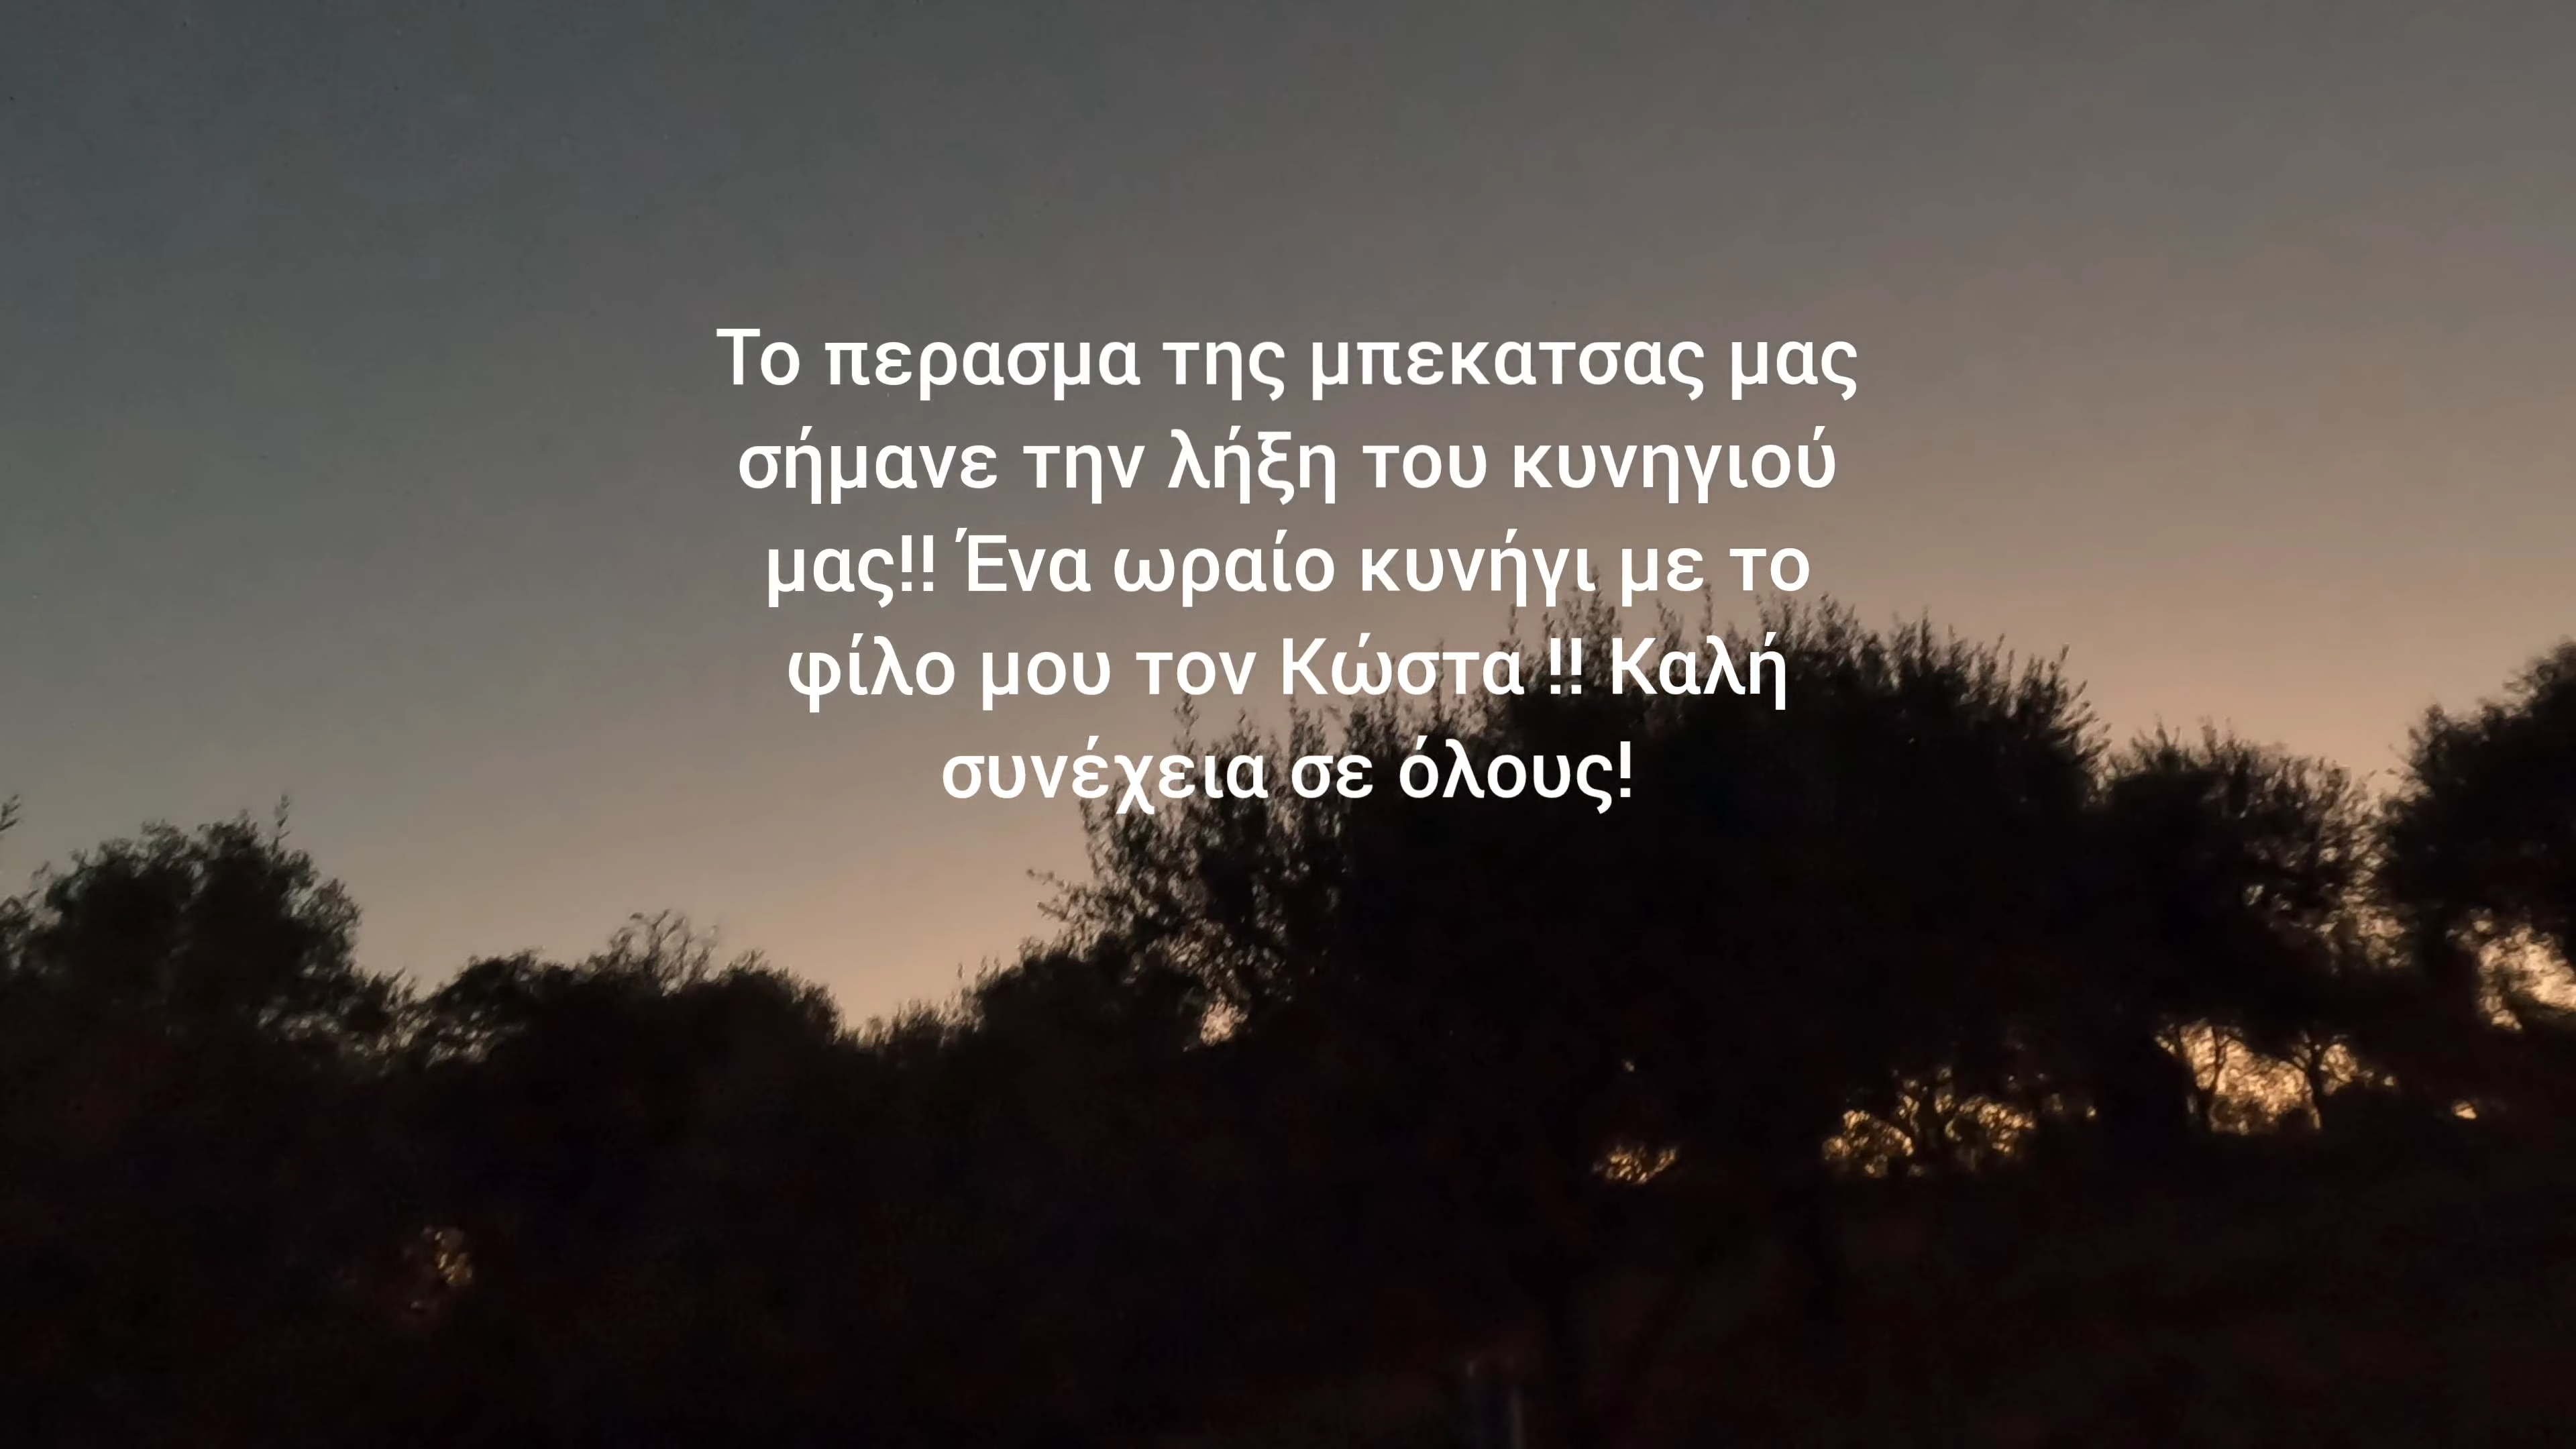 Το περασμα της μπεκατσας μας
σήμανε την λήξη του κυνηγιού
μας!! Ένα ωραίο κυνήγι με το
φίλο μου τον Κώστα !! Καλή
συνέχεια σε όλους!